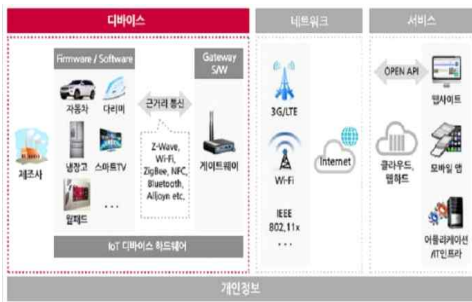 디바이스
네트워크
서비스
Firmware / Software
Gateway
S/W
자동차
다리미
근거리 통신
냉장고
스마트TV
제조사
월패드
. . .
Z-Wave,
Wi-Fi,
ZigBee, NFC,
Bluetooth,
Alljoyn etc.
게이트웨이
IoT 디바이스 하드웨어
3G/LTE
Wi-Fi
Internet
IEEE
802.11x
. . .
OPEN API
웹사이트
클라우드,
웹하드
모바일 앱
어플리케이션
/IT인프라
개인정보